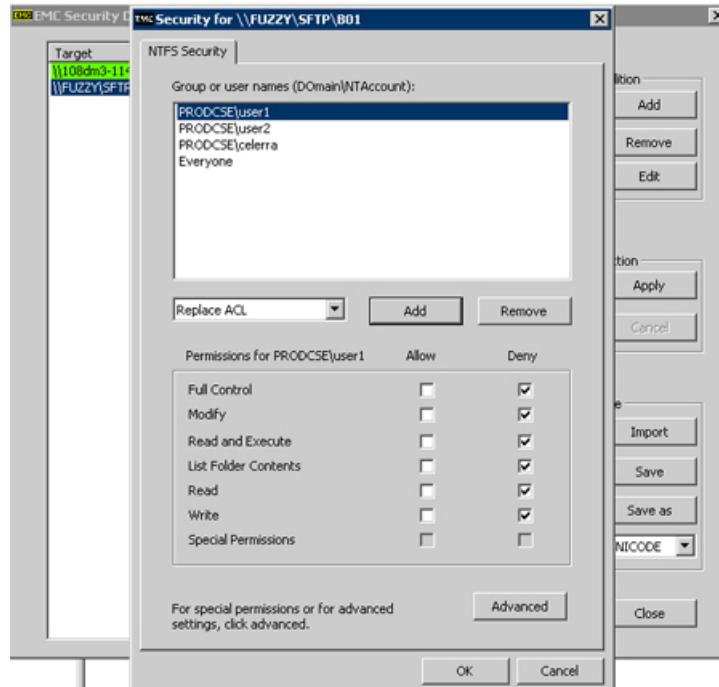 EMC Security D
EMC Security for \\FUZZY\SFTP\B01
NTFS Security
Target
\\108dm3-114
\\FUZZY\SFTP
Group or user names (DOmain\NTAccount):
PRODCSE\user1
PRODCSE\user2
PRODCSE\celerra
Everyone
Replace ACL
Add
Remove
Permissions for PRODCSE\user1 Allow Deny
Full Control
Modify
Read and Execute
List Folder Contents
Read
Write
Special Permissions
For special permissions or for advanced
settings, click advanced.
Advanced
OK
Cancel
dition
Add
Remove
Edit
ction
Apply
Cancel
e
Import
Save
Save as
NICODE
Close